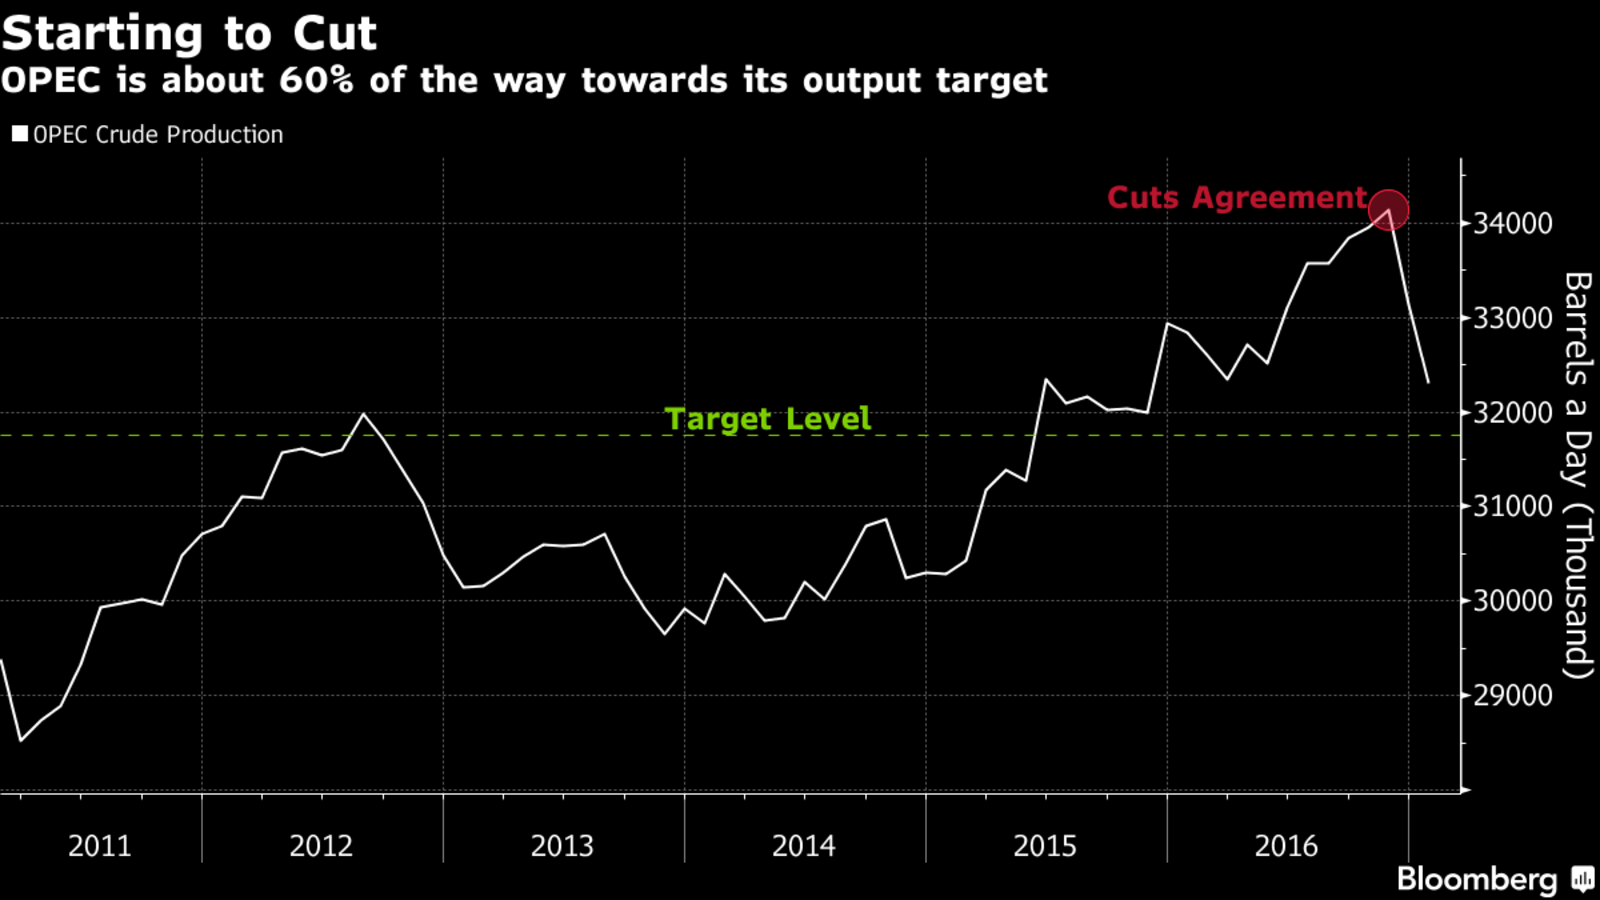 Starting to Cut
OPEC is about 60% of the way towards its output target
OPEC Crude Production
Cuts Agreement
Target Level
34000
33000
32000
31000
30000
29000
Barrels a Day (Thousand)
2011
2012
2013
2014
2015
2016
Bloomberg